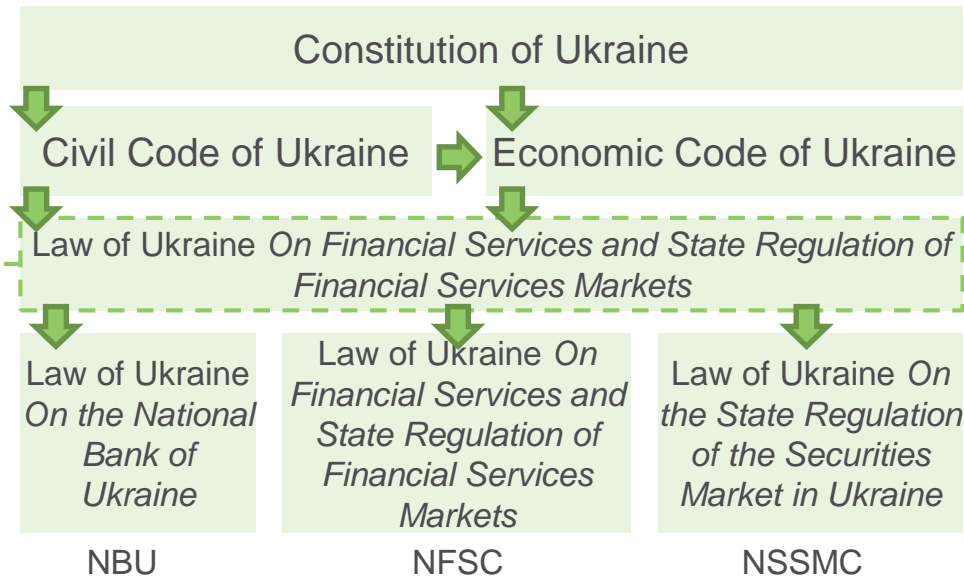 Constitution of Ukraine
Civil Code of Ukraine
Economic Code of Ukraine
Law of Ukraine On Financial Services and State Regulation of
Financial Services Markets
Law of Ukraine
On the National
Bank of
Ukraine
Law of Ukraine On
Financial Services and
State Regulation of
Financial Services
Markets
Law of Ukraine On
the State Regulation
of the Securities
Market in Ukraine
NBU
NFSC
NSSMC